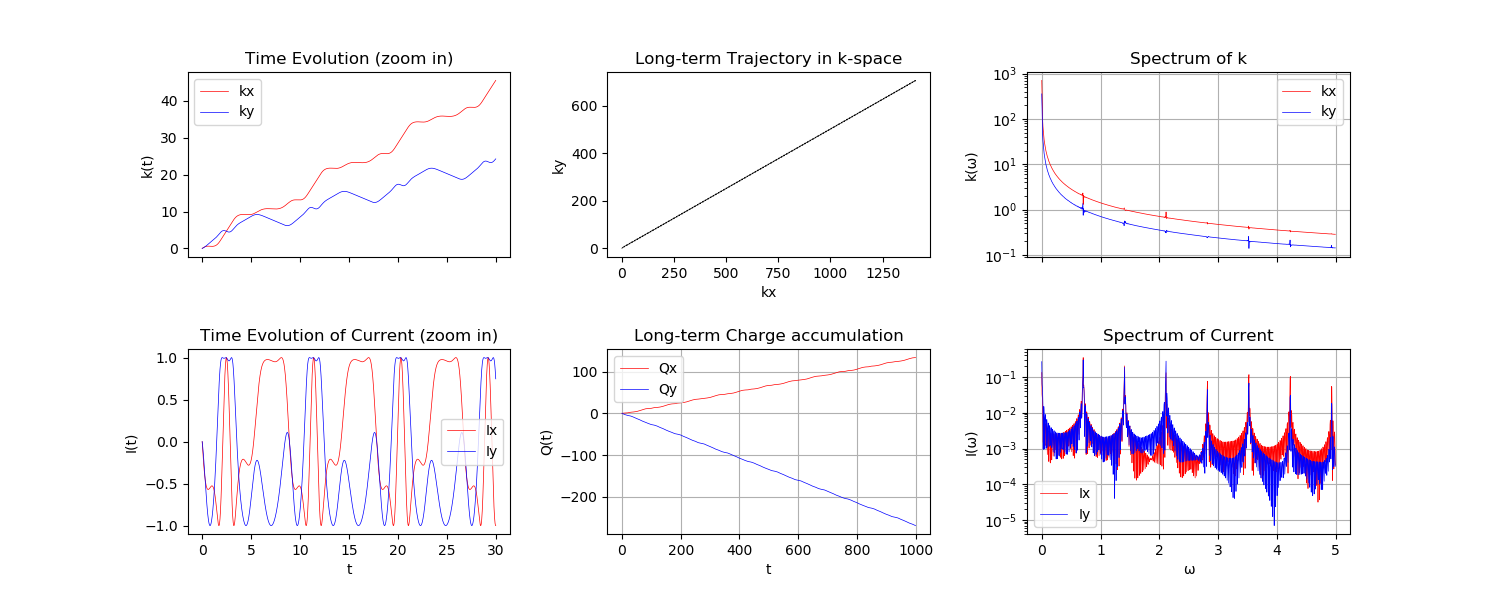 Time Evolution (zoom in)
k(t)
40
30
20
10
0
kx
ky
Long-term Trajectory in k-space
ky
600
400
200
0
0 250 500 750 1000 1250
kx
Spectrum of k
k(ω)
10³
10²
10¹
10⁰
10⁻¹
kx
ky
Time Evolution of Current (zoom in)
I(t)
1.0
0.5
0.0
−0.5
−1.0
Ix
Iy
0 5 10 15 20 25 30
t
Long-term Charge accumulation
Q(t)
100
0
−100
−200
Qx
Qy
0 200 400 600 800 1000
t
Spectrum of Current
I(ω)
10⁻¹
10⁻²
10⁻³
10⁻⁴
10⁻⁵
Ix
Iy
0 1 2 3 4 5
ω